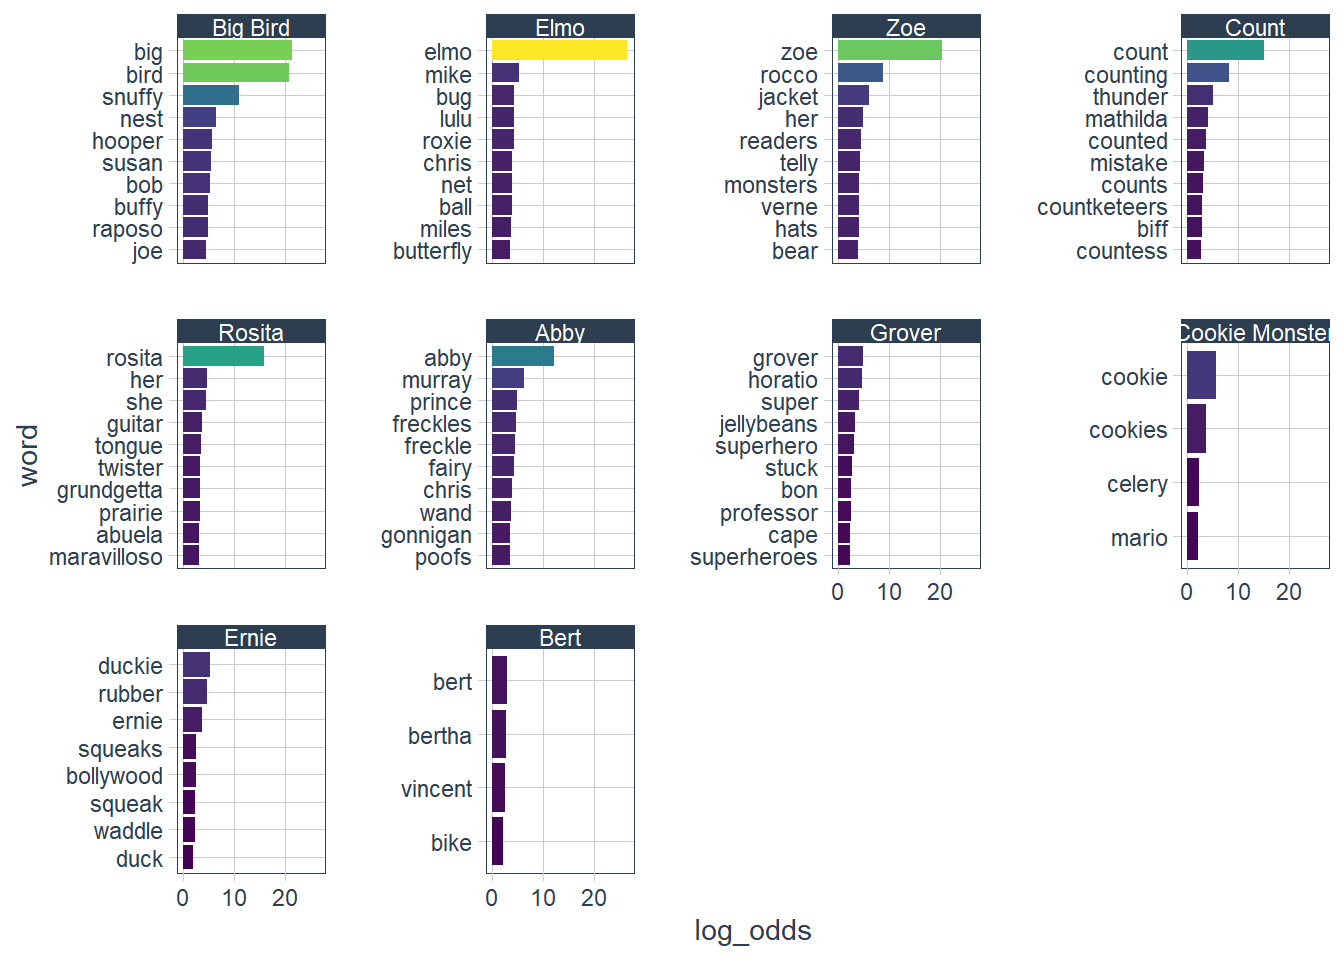 Big Bird
big
bird
snuffy
nest
hooper
susan
bob
buffy
raposo
joe
Elmo
elmo
mike
bug
lulu
roxie
chris
net
ball
miles
butterfly
Zoe
zoe
rocco
jacket
her
readers
telly
monsters
verne
hats
bear
Count
count
counting
thunder
mathilda
counted
mistake
counts
countketeers
biff
countess
Rosita
rosita
her
she
guitar
tongue
twister
grundgetta
prairie
abuela
maravilloso
Abby
abby
murray
prince
freckles
freckle
fairy
chris
wand
gonnigan
poofs
Grover
grover
horatio
super
jellybeans
superhero
stuck
bon
professor
cape
superheroes
0 10 20
Cookie Monster
cookie
cookies
celery
mario
0 10 20
Ernie
duckie
rubber
ernie
squeaks
bollywood
squeak
waddle
duck
0 10 20
Bert
bert
bertha
vincent
bike
0 10 20
word
log_odds